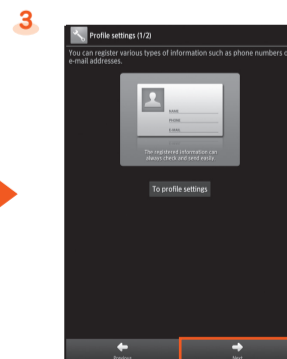 3
Profile settings (1/2)
You can register various types of information such as phone numbers
e-mail addresses.
NAME
PHONE
E-MAIL
The registered information can
always check and send easily.
To profile settings
Previous
Next